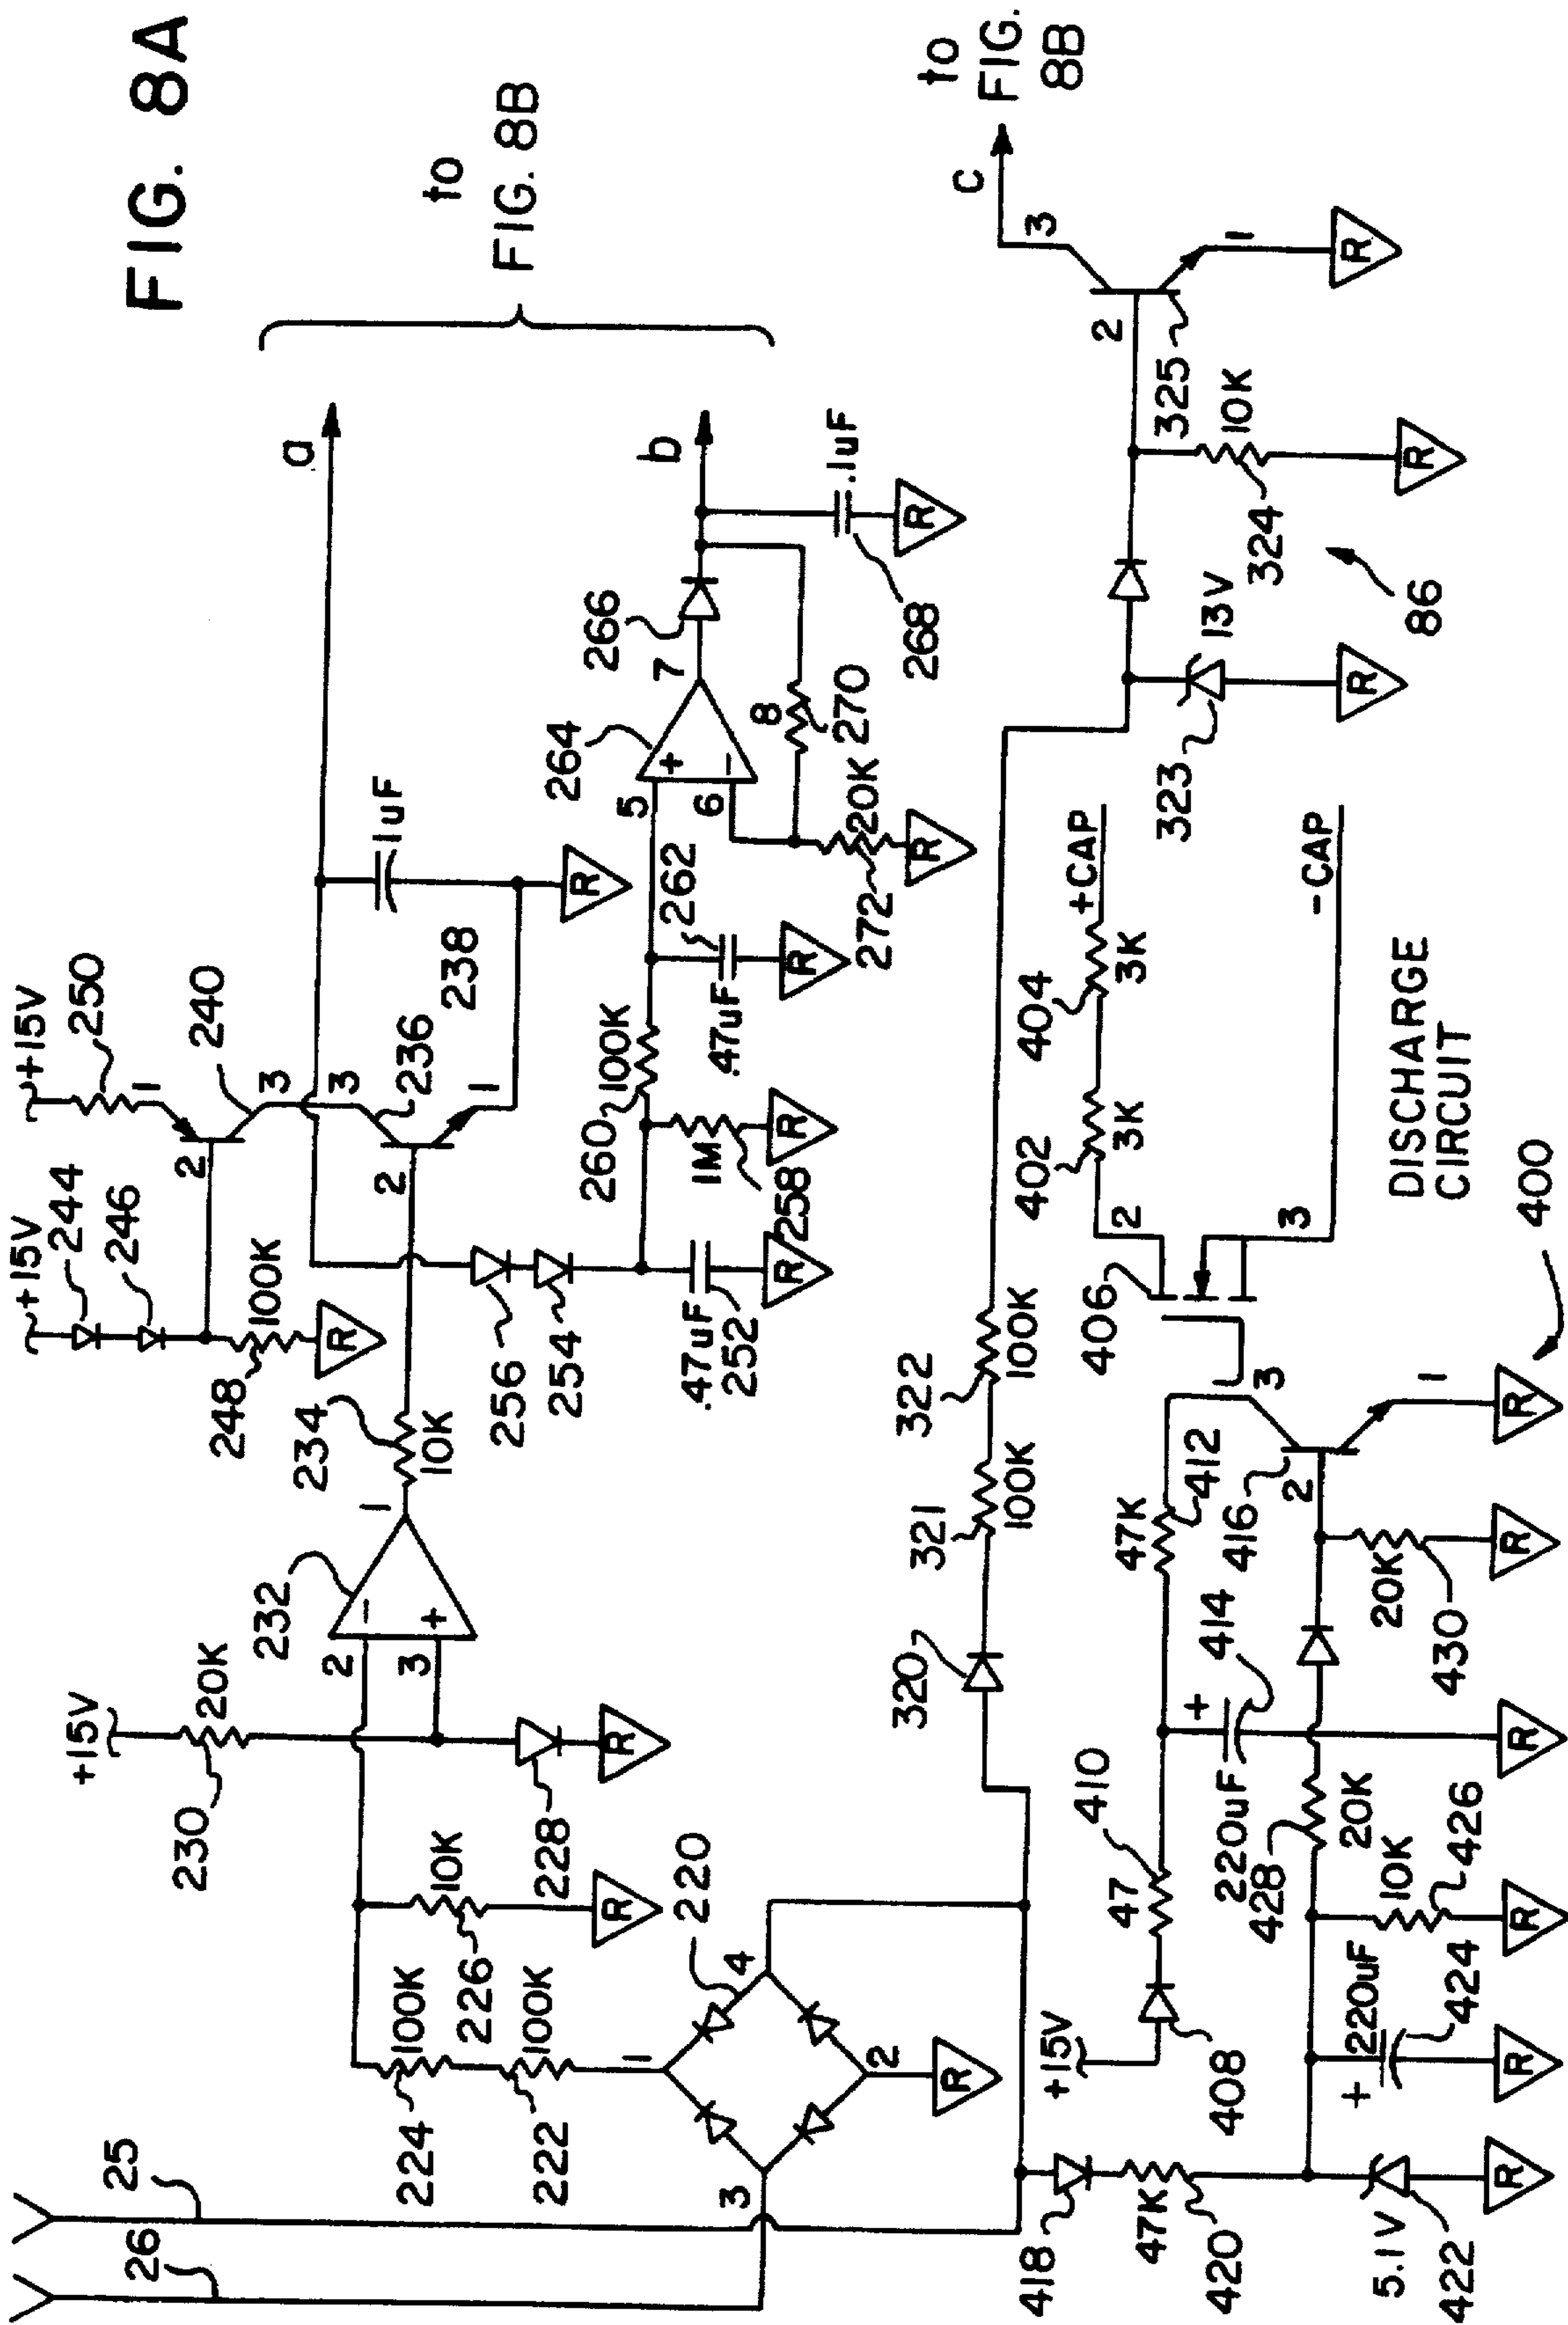 FIG. 8A
to
FIG. 8B
25
26
+15V
20K
230
232
2
3
−
+
1
234
10K
+15V
244
246
248
100K
R
+15V
250
1
240
2
3
3
236
2
1
238
1uF
R
a
224
100K
222
100K
226
10K
R
228
R
220
1
4
3
2
R
256
254
.47uF
252
R
260
100K
1M
258
R
262
.47uF
R
264
5
6
+
−
7
266
8
270
20K
272
R
b
.1uF
268
R
320
321
100K
322
100K
323
13V
R
324
10K
R
325
2
3
1
R
c
to
FIG.
8B
86
+15V
408
47
410
220uF
+
414
R
47K
412
416
2
3
1
R
406
1
2
3
402
3K
404
3K
+CAP
-CAP
418
47K
420
5.1V
422
R
+
220uF
424
R
10K
426
R
428
20K
20K
430
R
DISCHARGE
CIRCUIT
400